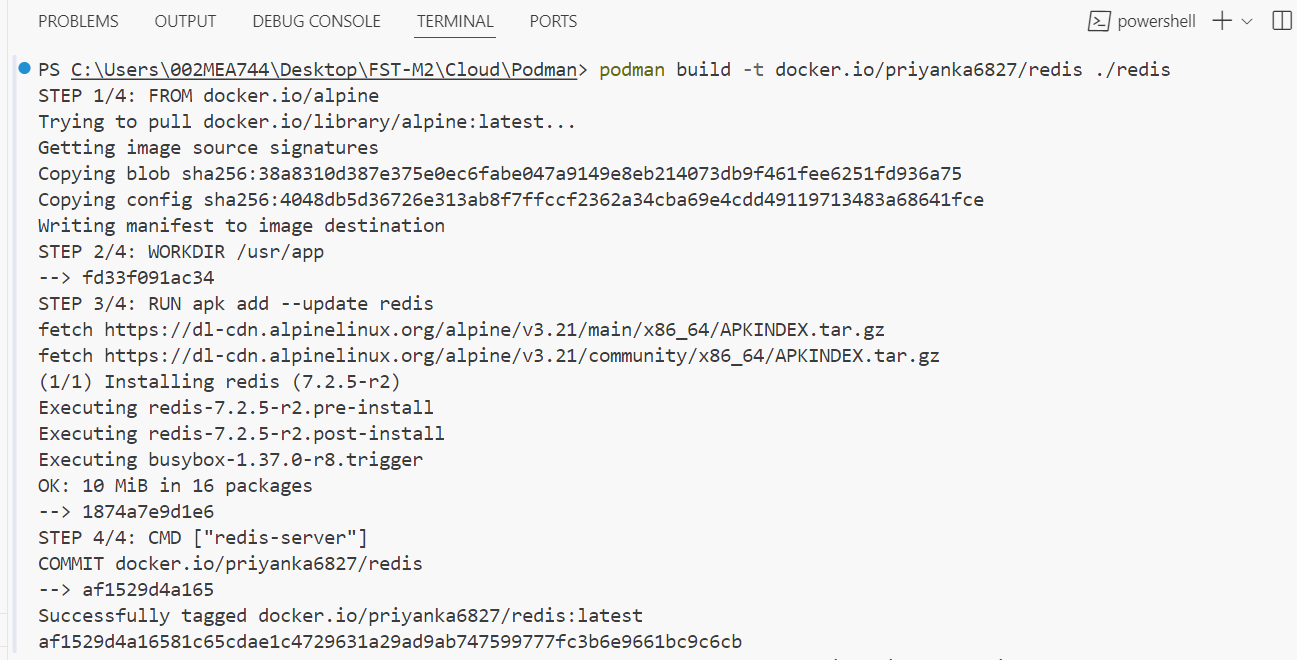 PROBLEMS OUTPUT DEBUG CONSOLE TERMINAL PORTS powershell
PS C:\Users\002MEA744\Desktop\FST-M2\Cloud\Podman> podman build -t docker.io/priyanka6827/redis ./redis
STEP 1/4: FROM docker.io/alpine
Trying to pull docker.io/library/alpine:latest...
Getting image source signatures
Copying blob sha256:38a8310d387e375e0ec6fabe047a9149e8eb214073db9f461fee6251fd936a75
Copying config sha256:4048db5d36726e313ab8f7ffccf2362a34cba69e4cdd49119713483a68641fce
Writing manifest to image destination
STEP 2/4: WORKDIR /usr/app
--> fd33f091ac34
STEP 3/4: RUN apk add --update redis
fetch https://dl-cdn.alpinelinux.org/alpine/v3.21/main/x86_64/APKINDEX.tar.gz
fetch https://dl-cdn.alpinelinux.org/alpine/v3.21/community/x86_64/APKINDEX.tar.gz
(1/1) Installing redis (7.2.5-r2)
Executing redis-7.2.5-r2.pre-install
Executing redis-7.2.5-r2.post-install
Executing busybox-1.37.0-r8.trigger
OK: 10 MiB in 16 packages
--> 1874a7e9d1e6
STEP 4/4: CMD ["redis-server"]
COMMIT docker.io/priyanka6827/redis
--> af1529d4a165
Successfully tagged docker.io/priyanka6827/redis:latest
af1529d4a16581c65cdae1c4729631a29ad9ab747599777fc3b6e9661bc9c6cb